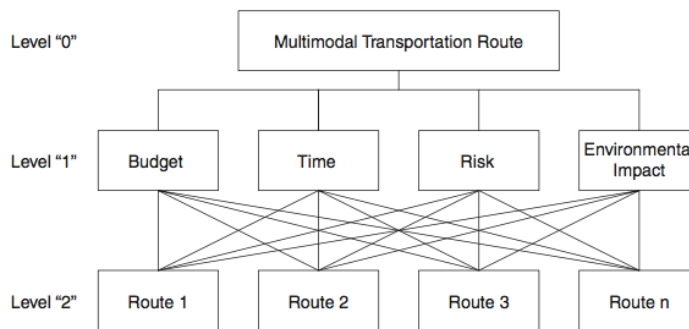 Level “0”
Multimodal Transportation Route
Level “1”
Budget
Time
Risk
Environmental
Impact
Level “2”
Route 1
Route 2
Route 3
Route n